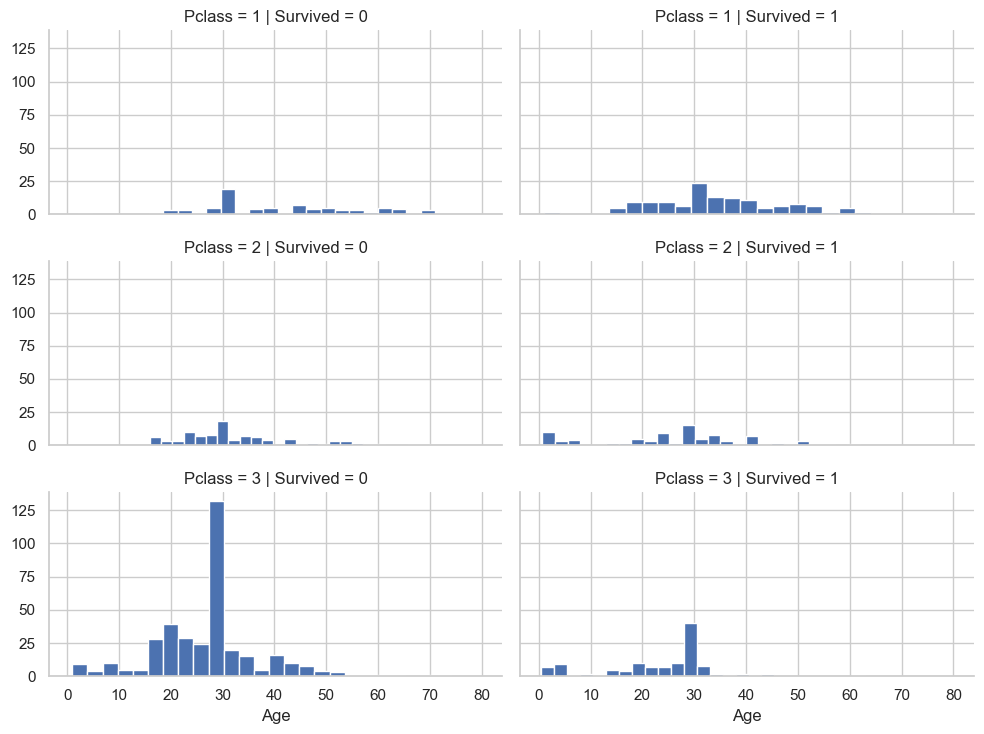 Pclass = 1 | Survived = 0
Pclass = 1 | Survived = 1
125
100
75
50
25
0
Pclass = 2 | Survived = 0
Pclass = 2 | Survived = 1
125
100
75
50
25
0
Pclass = 3 | Survived = 0
Pclass = 3 | Survived = 1
125
100
75
50
25
0
0 10 20 30 40 50 60 70 80
0 10 20 30 40 50 60 70 80
Age
Age